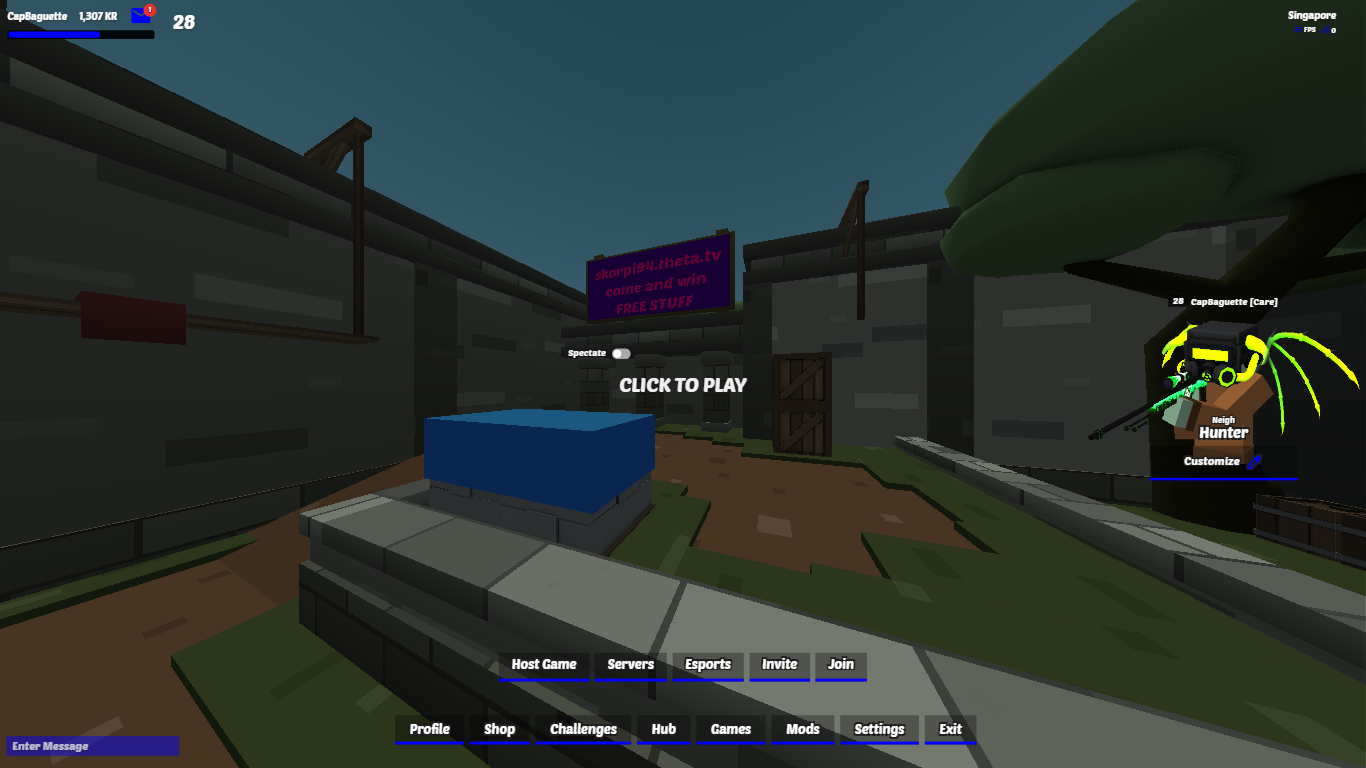 CapBaguette 1,307 KR
!
28
Singapore
FPS
skorpi94.theta.tv
come and win
FREE STUFF
Spectate
CLICK TO PLAY
28 CapBaguette [Care]
Neigh
Hunter
Customize
Host Game Servers Esports Invite Join
Profile Shop Challenges Hub Games Mods Settings Exit
Enter Message